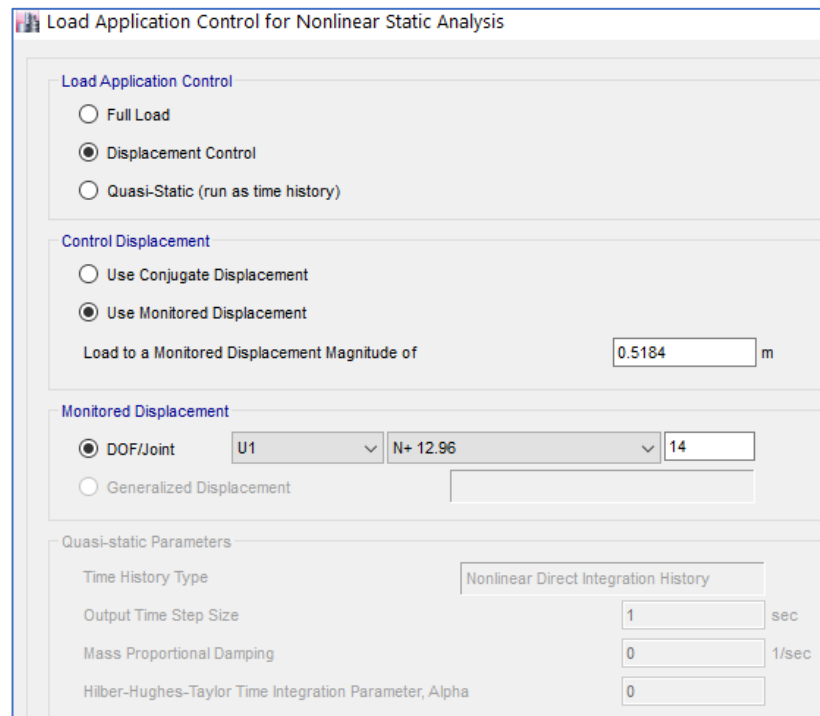 Load Application Control for Nonlinear Static Analysis
Load Application Control
Full Load
Displacement Control
Quasi-Static (run as time history)
Control Displacement
Use Conjugate Displacement
Use Monitored Displacement
Load to a Monitored Displacement Magnitude of 0.5184 m
Monitored Displacement
DOF/Joint U1 N+ 12.96 14
Generalized Displacement
Quasi-static Parameters
Time History Type Nonlinear Direct Integration History
Output Time Step Size 1 sec
Mass Proportional Damping 0 1/sec
Hilber-Hughes-Taylor Time Integration Parameter, Alpha 0